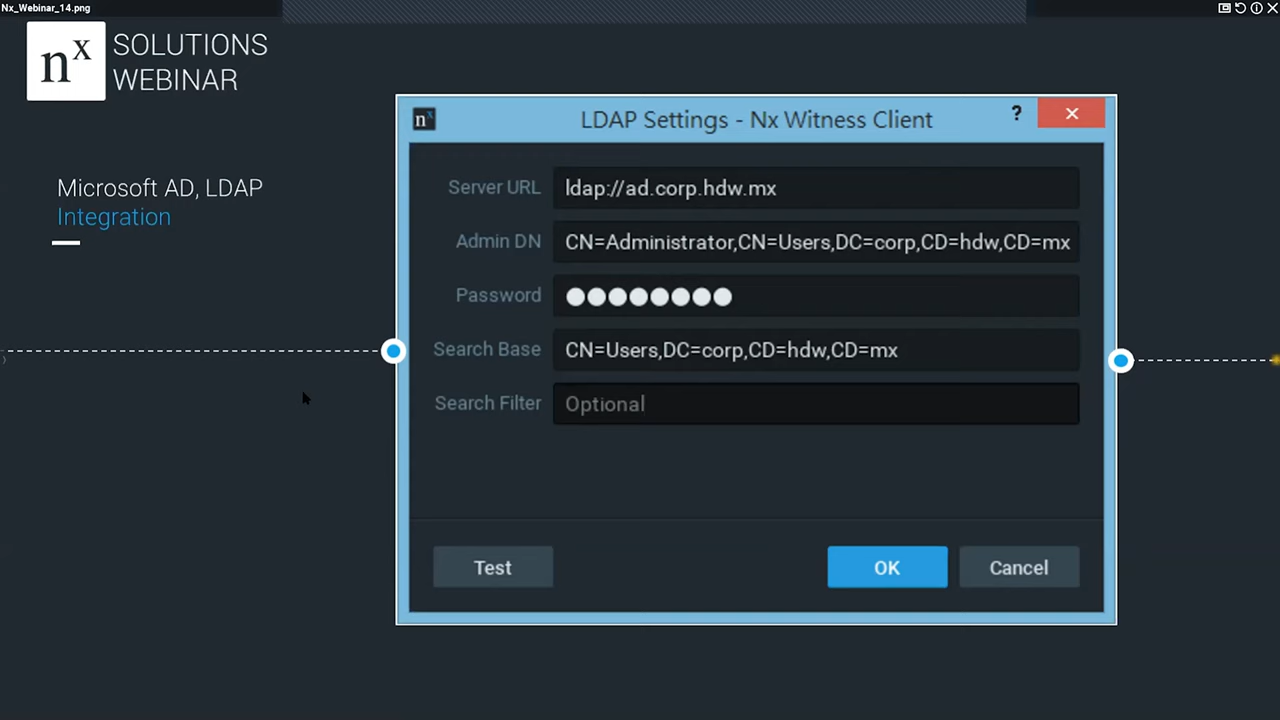 Nx_Webinar_14.png
nx SOLUTIONS
WEBINAR
Microsoft AD, LDAP
Integration
nx LDAP Settings - Nx Witness Client ?
Server URL ldap://ad.corp.hdw.mx
Admin DN CN=Administrator,CN=Users,DC=corp,CD=hdw,CD=mx
Password ●●●●●●●●
Search Base CN=Users,DC=corp,CD=hdw,CD=mx
Search Filter Optional
Test OK Cancel